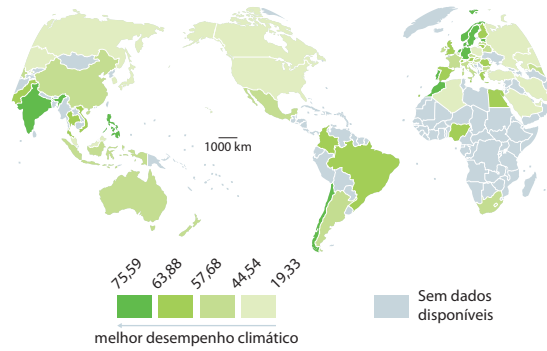 1000 km
75,59
63,88
57,68
44,54
19,33
melhor desempenho climático
Sem dados
disponíveis